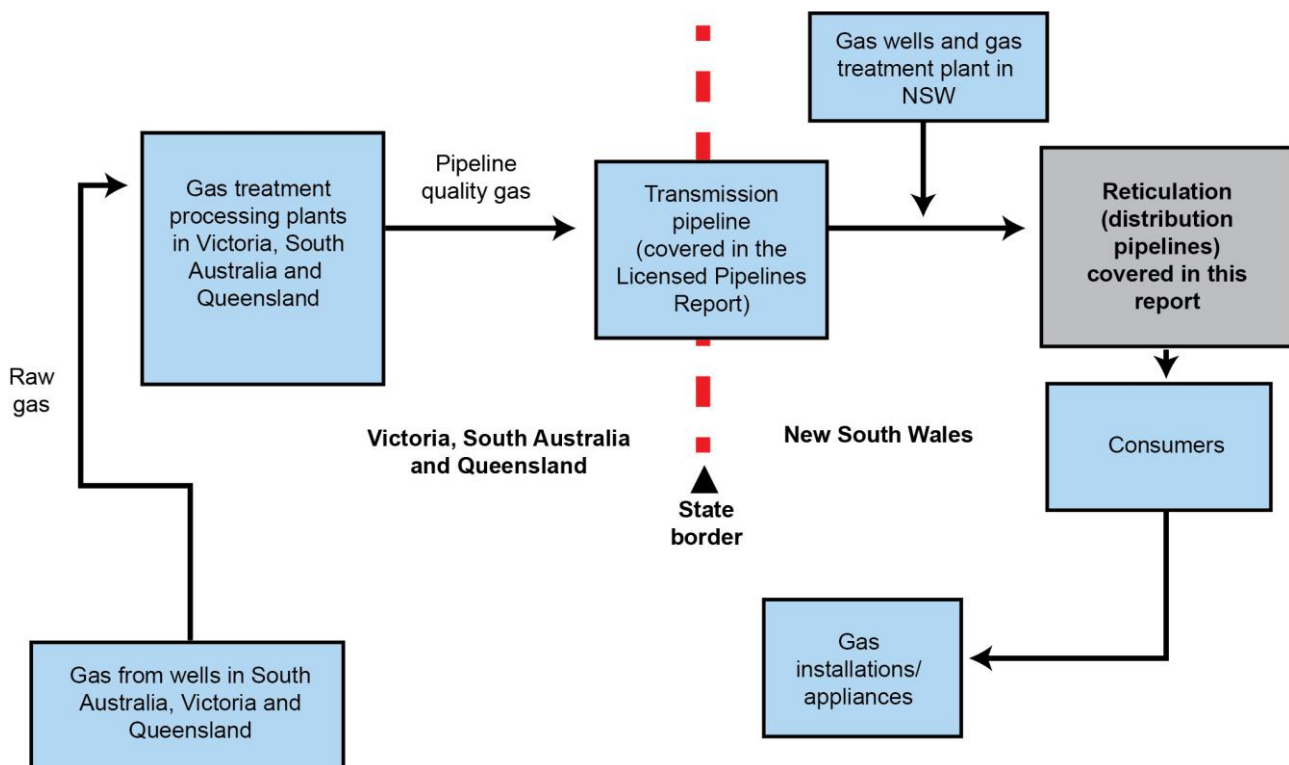 Gas wells and gas
treatment plant in
NSW
Gas treatment
processing plants
in Victoria, South
Australia and
Queensland
Pipeline
quality gas
Transmission
pipeline
(covered in the
Licensed Pipelines
Report)
Reticulation
(distribution
pipelines)
covered in this
report
Raw
gas
Victoria, South Australia
and Queensland
New South Wales
Consumers
State
border
Gas from wells in South
Australia, Victoria and
Queensland
Gas
installations/
appliances